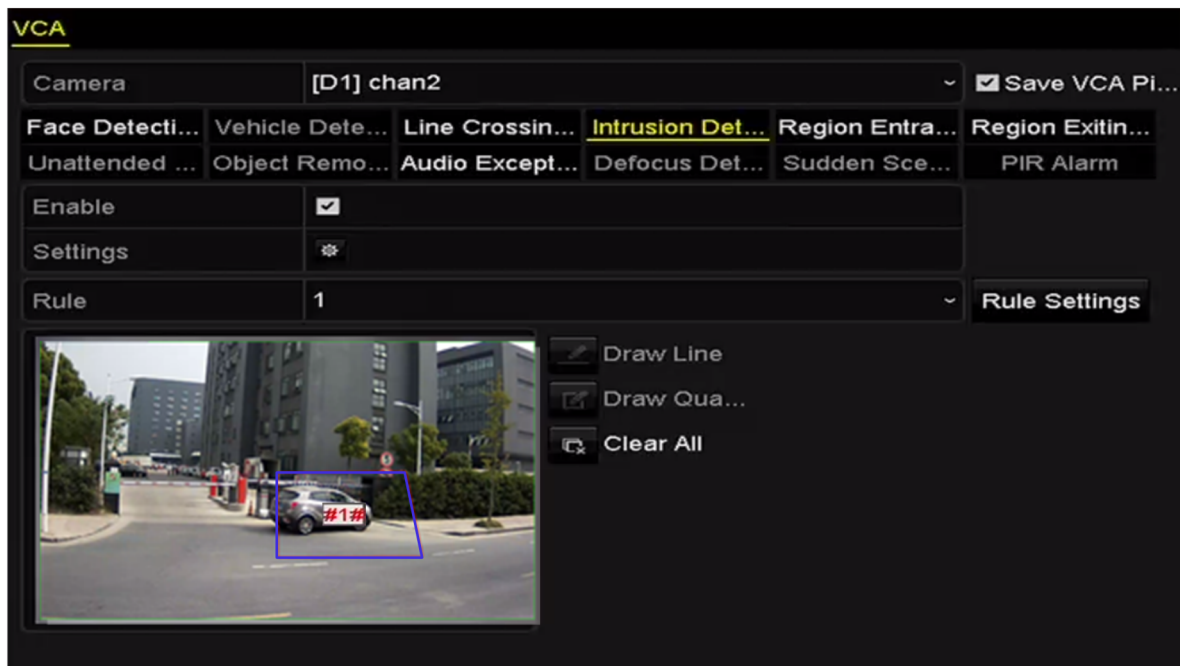 VCA
Camera [D1] chan2 Save VCA Pi...
Face Detecti... Vehicle Dete... Line Crossin... Intrusion Det... Region Entra... Region Exitin...
Unattended ... Object Remo... Audio Except... Defocus Det... Sudden Sce... PIR Alarm
Enable
Settings
Rule 1 Rule Settings
Draw Line
Draw Qua...
Clear All
#1#